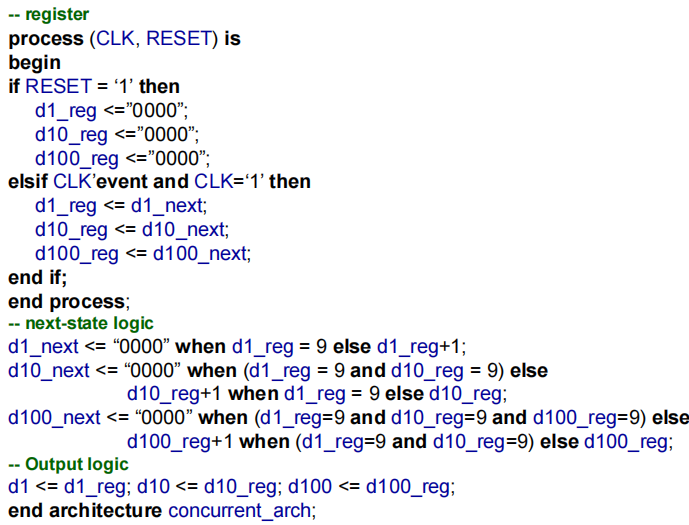 -- register
process (CLK, RESET) is
begin
if RESET = ‘1’ then
d1_reg <=”0000”;
d10_reg <=”0000”;
d100_reg <=”0000”;
elsif CLK’event and CLK=‘1’ then
d1_reg <= d1_next;
d10_reg <= d10_next;
d100_reg <= d100_next;
end if;
end process;
-- next-state logic
d1_next <= “0000” when d1_reg = 9 else d1_reg+1;
d10_next <= “0000” when (d1_reg = 9 and d10_reg = 9) else
d10_reg+1 when d1_reg = 9 else d10_reg;
d100_next <= “0000” when (d1_reg=9 and d10_reg=9 and d100_reg=9) else
d100_reg+1 when (d1_reg=9 and d10_reg=9) else d100_reg;
-- Output logic
d1 <= d1_reg; d10 <= d10_reg; d100 <= d100_reg;
end architecture concurrent_arch;